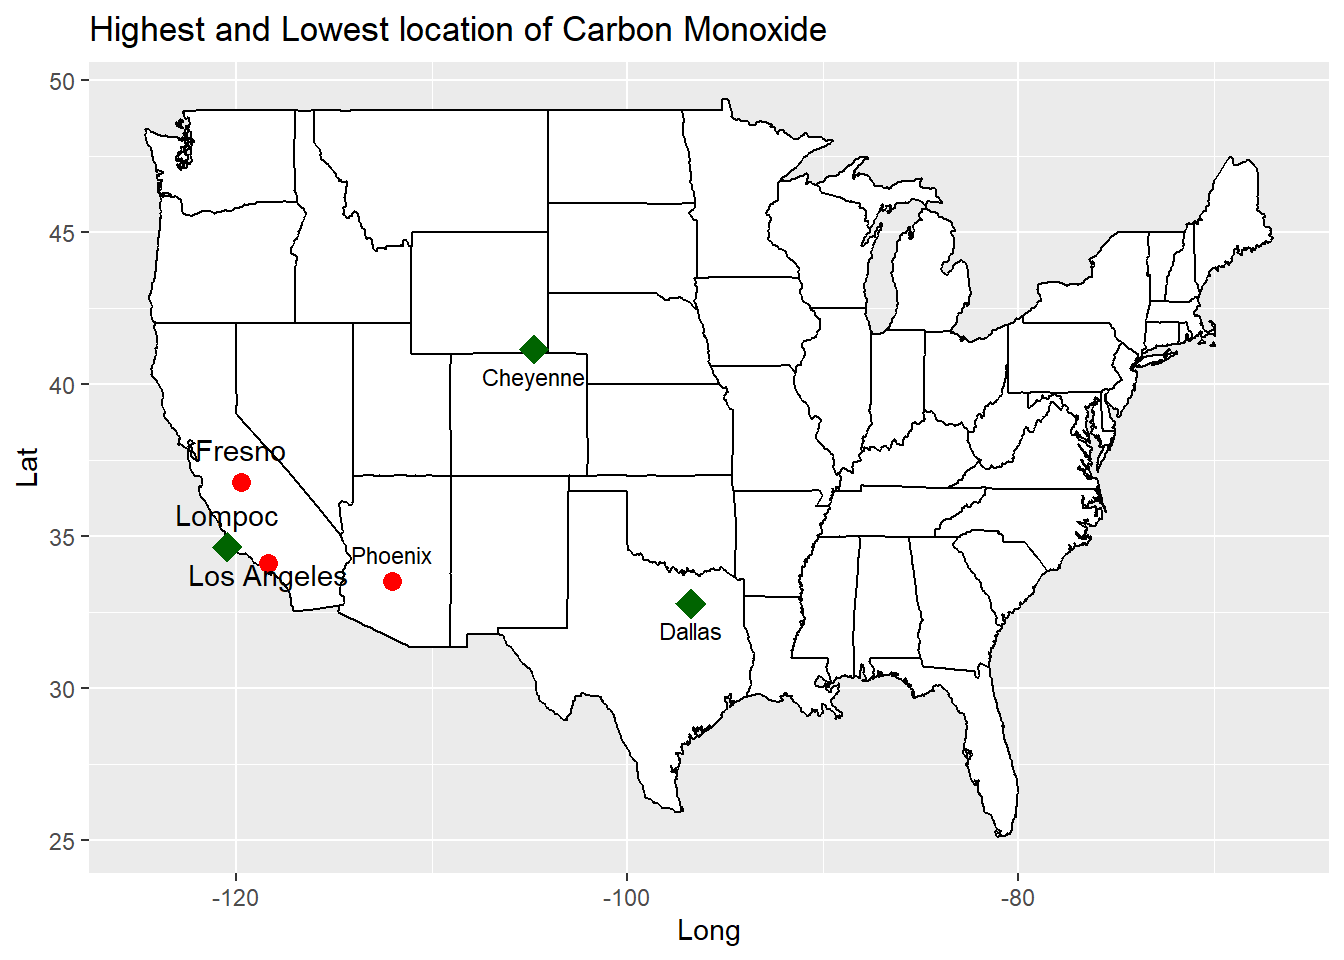 Highest and Lowest location of Carbon Monoxide
50
45
40
35
30
25
Lat
Cheyenne
Fresno
Lompoc
Phoenix
Los Angeles
Dallas
-120
-100
-80
Long